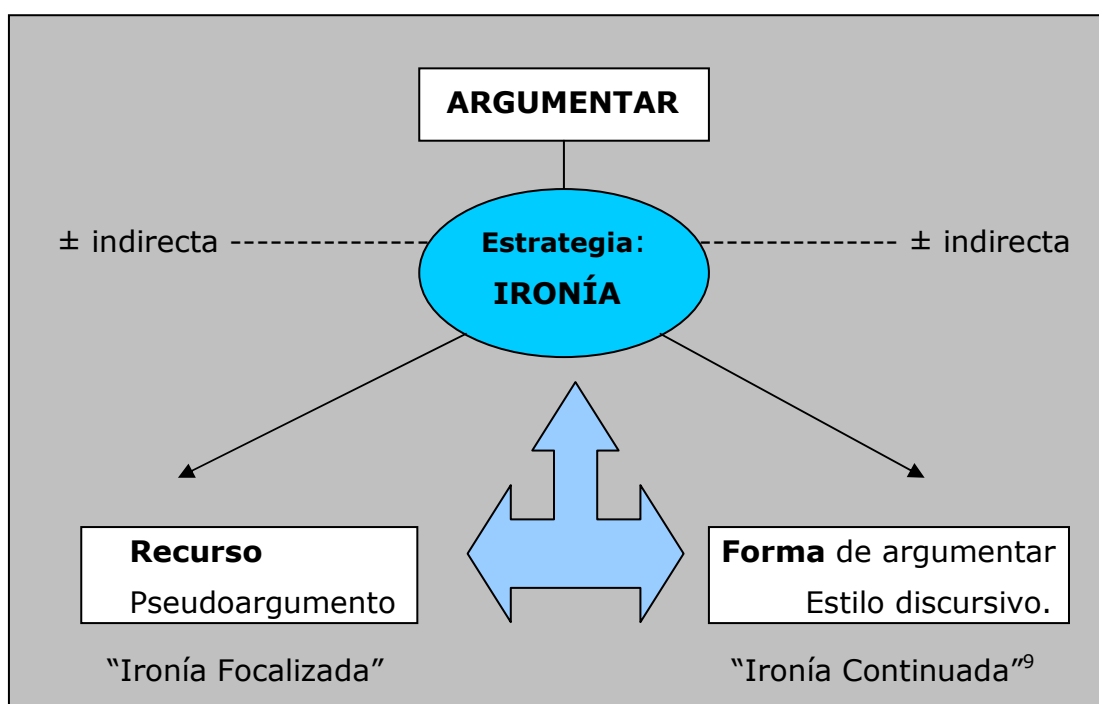 ARGUMENTAR
± indirecta
Estrategia:
IRONÍA
± indirecta
Recurso
Pseudoargumento
“Ironía Focalizada”
Forma de argumentar
Estilo discursivo.
“Ironía Continuada”⁹